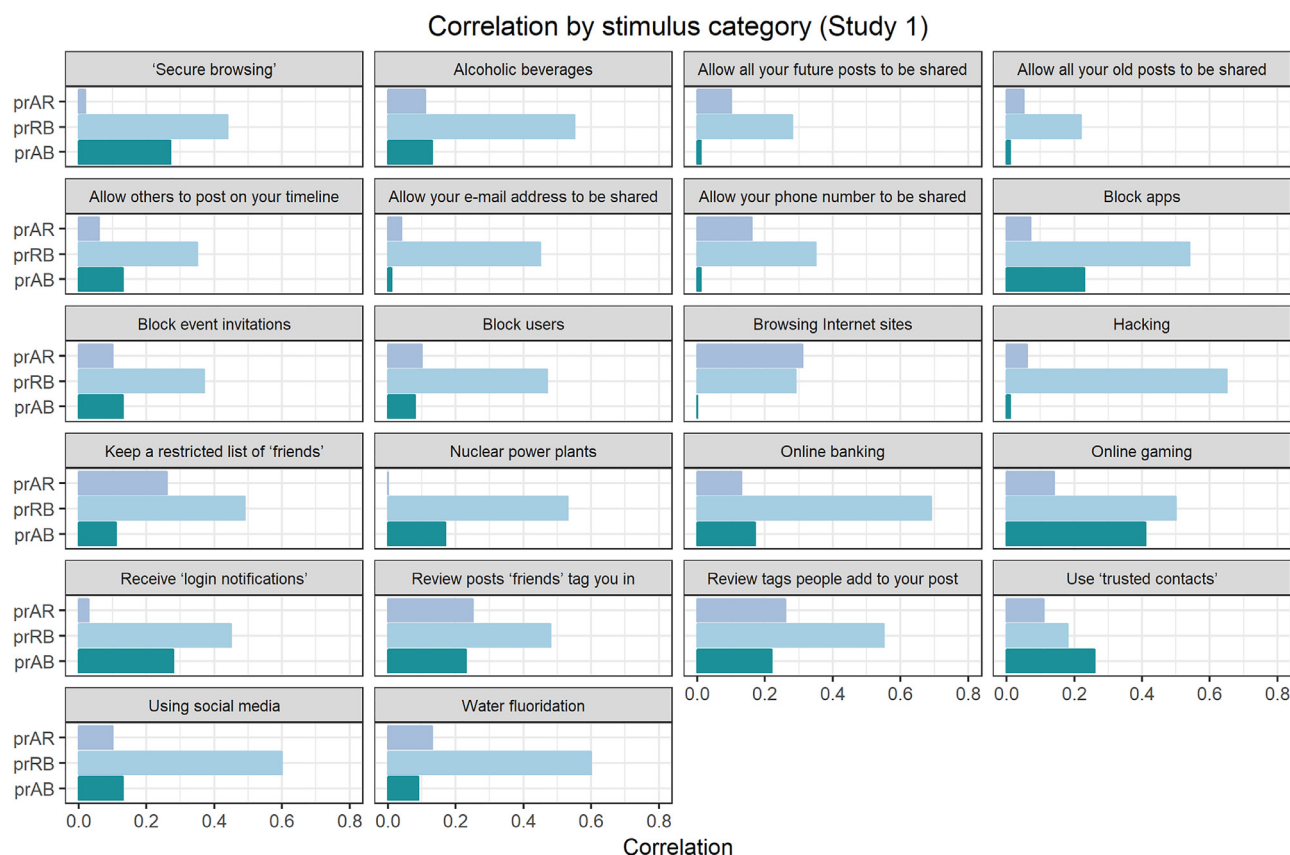 Correlation by stimulus category (Study 1)
‘Secure browsing’
Alcoholic beverages
Allow all your future posts to be shared
Allow all your old posts to be shared
prAR
prRB
prAB
Allow others to post on your timeline
Allow your e-mail address to be shared
Allow your phone number to be shared
Block apps
prAR
prRB
prAB
Block event invitations
Block users
Browsing Internet sites
Hacking
prAR
prRB
prAB
Keep a restricted list of ‘friends’
Nuclear power plants
Online banking
Online gaming
prAR
prRB
prAB
Receive ‘login notifications’
Review posts ‘friends’ tag you in
Review tags people add to your post
Use ‘trusted contacts’
prAR
prRB
prAB
0.0 0.2 0.4 0.6 0.8
0.0 0.2 0.4 0.6 0.8
Using social media
Water fluoridation
prAR
prRB
prAB
0.0 0.2 0.4 0.6 0.8
0.0 0.2 0.4 0.6 0.8
Correlation